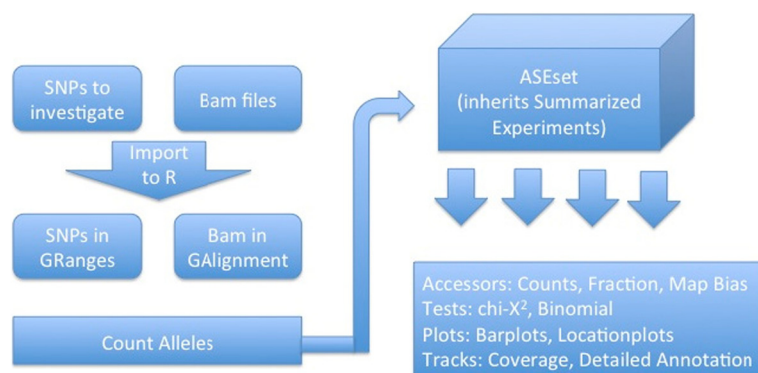 SNPs to
investigate
Bam files
Import
to R
SNPs in
GRanges
Bam in
GAlignment
Count Alleles
ASEset
(inherits Summarized
Experiments)
Accessors: Counts, Fraction, Map Bias
Tests: chi-X², Binomial
Plots: Barplots, Locationplots
Tracks: Coverage, Detailed Annotation